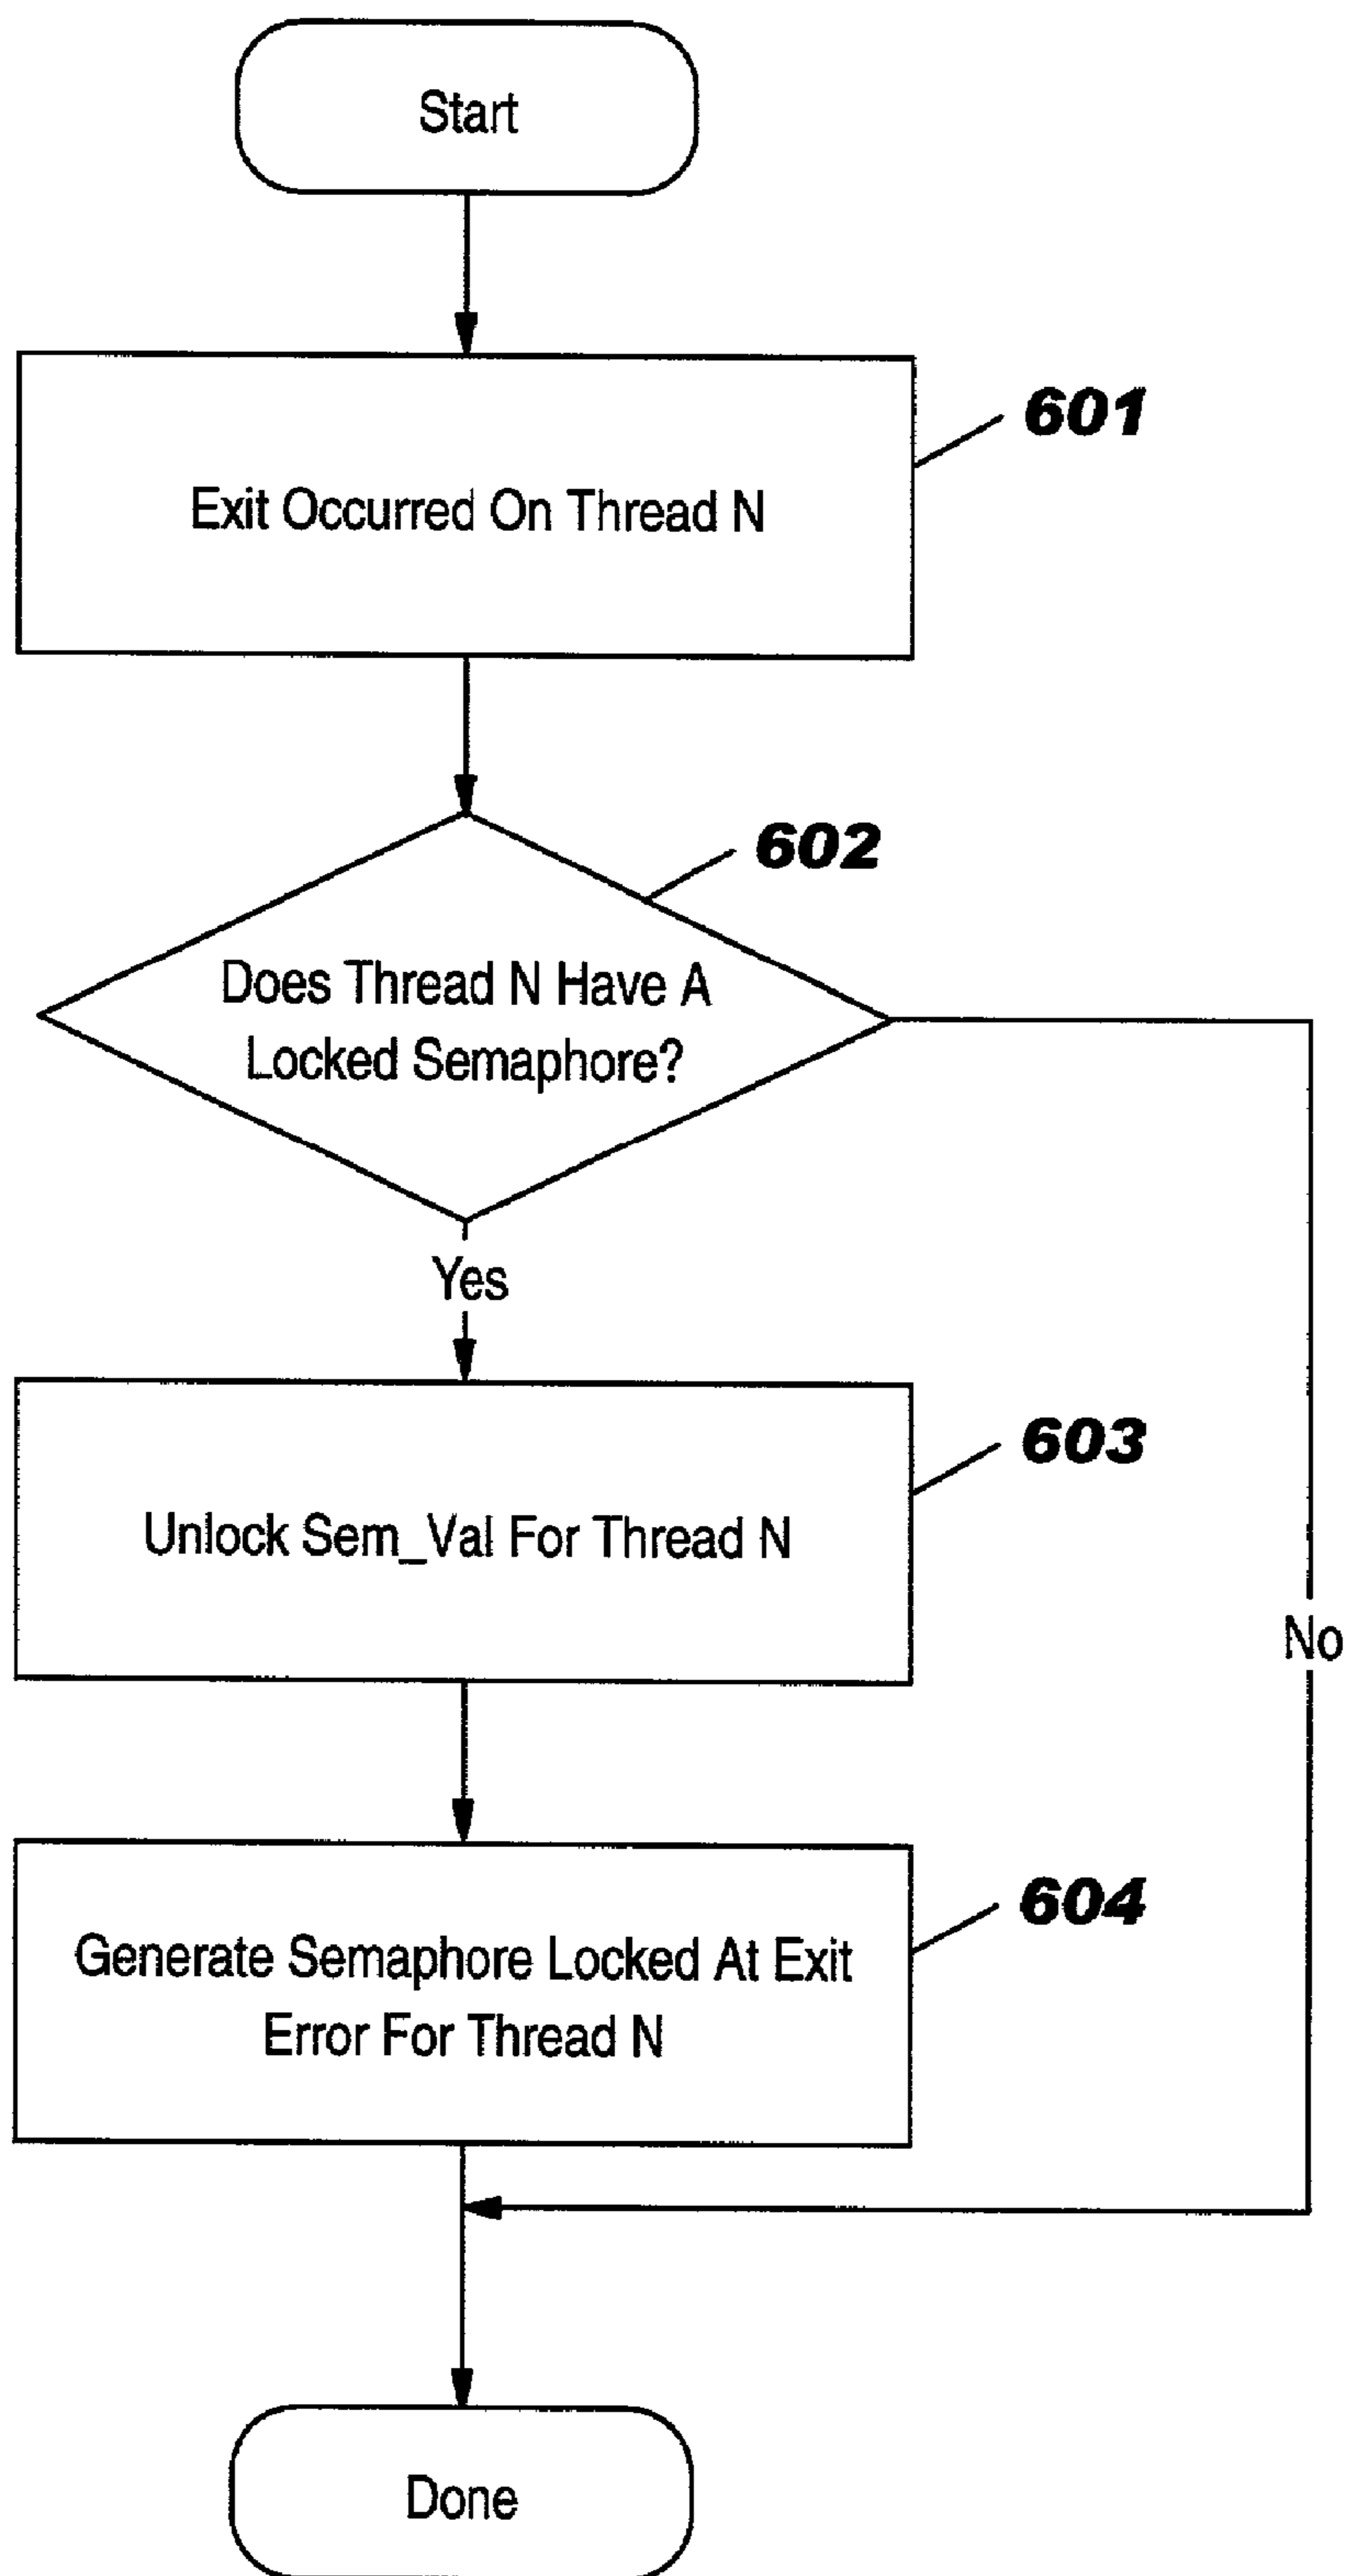 Start
601
Exit Occurred On Thread N
602
Does Thread N Have A
Locked Semaphore?
Yes
603
Unlock Sem_Val For Thread N
No
604
Generate Semaphore Locked At Exit
Error For Thread N
Done